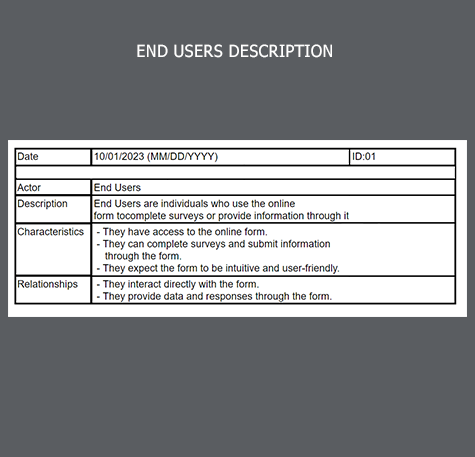 END USERS DESCRIPTION
Date 10/01/2023 (MM/DD/YYYY) ID:01
Actor End Users
Description End Users are individuals who use the online
form tocomplete surveys or provide information through it
Characteristics - They have access to the online form.
- They can complete surveys and submit information
through the form.
- They expect the form to be intuitive and user-friendly.
Relationships - They interact directly with the form.
- They provide data and responses through the form.